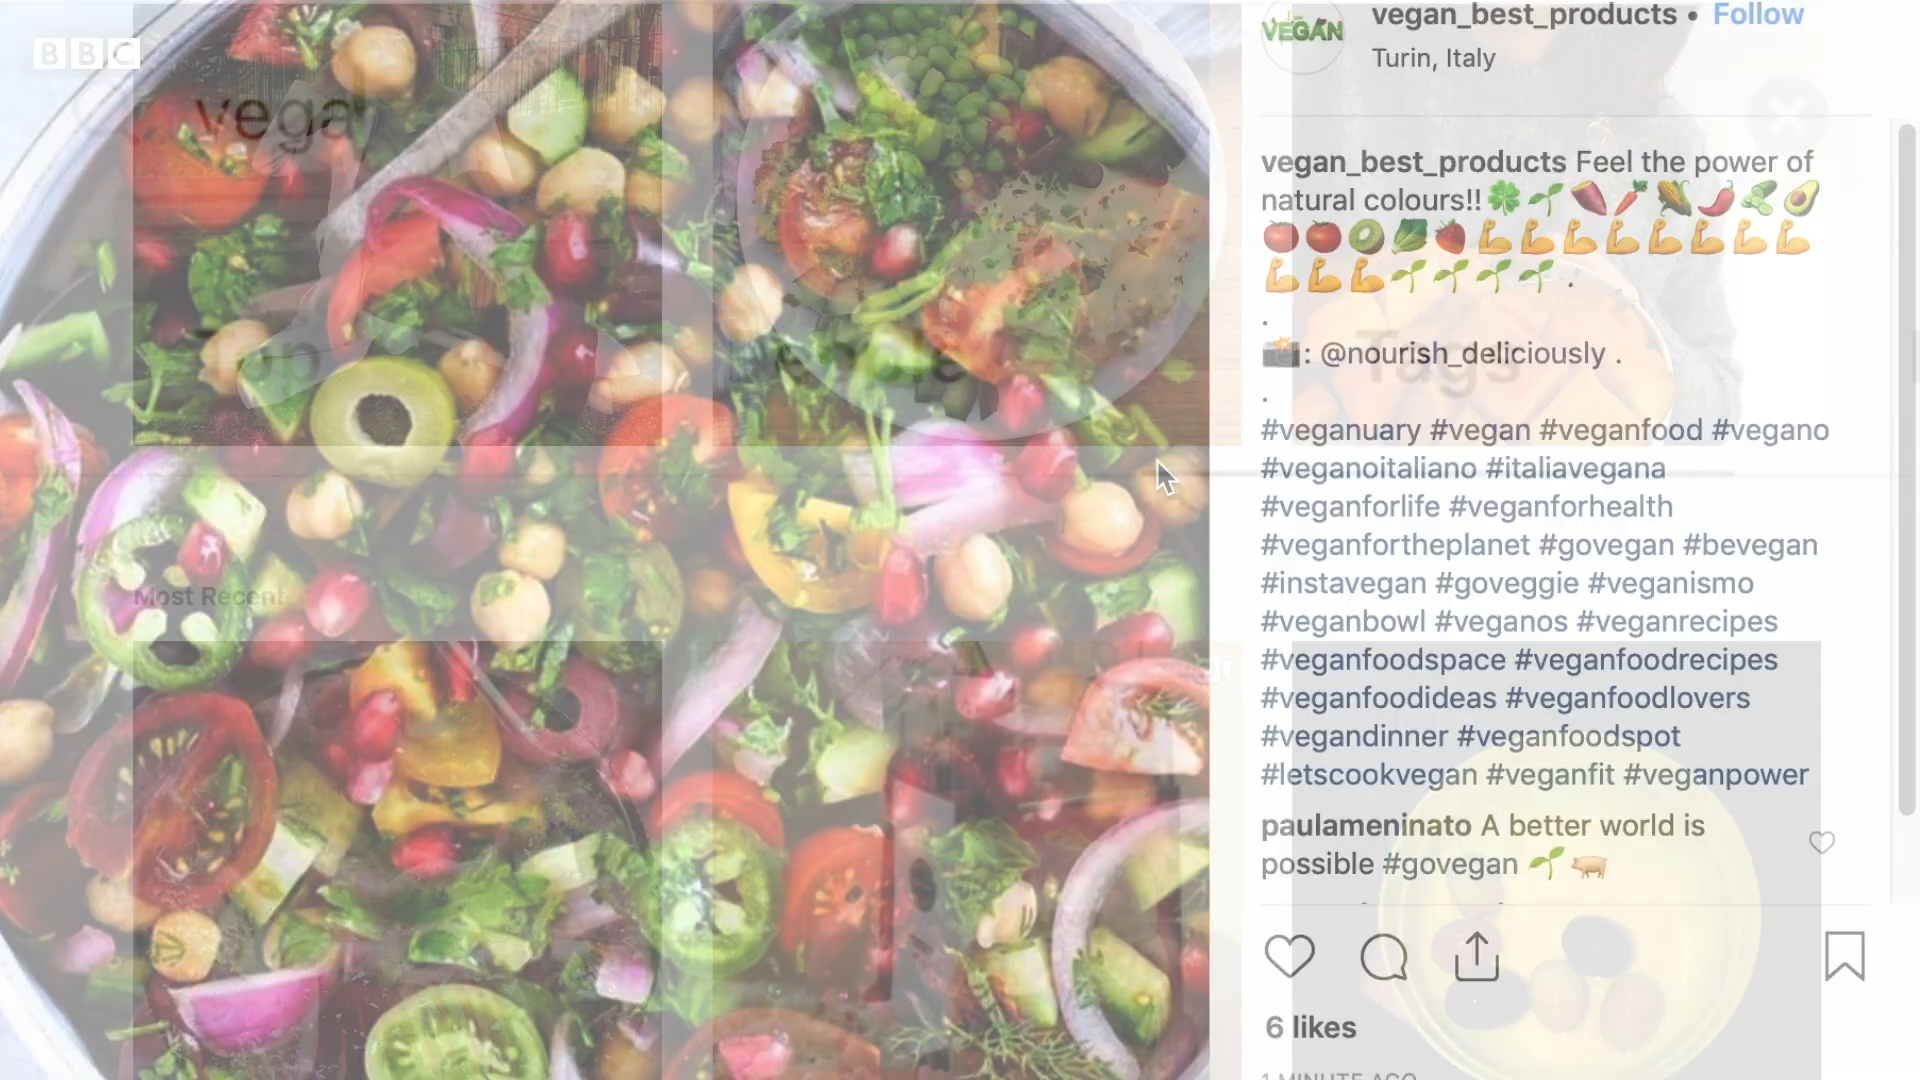 BBC
VEGAN
vegan_best_products • Follow
Turin, Italy
vegan_best_products Feel the power of
natural colours!! 🍀🌱 🍠🥕 🌽🌶️🥒🥑
🍅🍅🥝🥬🍓💪💪💪💪💪💪💪💪
💪💪💪🌱🌱🌱🌱 .
.
📸: @nourish_deliciously .
.
#veganuary #vegan #veganfood #vegano
#veganoitaliano #italiavegana
#veganforlife #veganforhealth
#veganfortheplanet #govegan #bevegan
#instavegan #goveggie #veganismo
#veganbowl #veganos #veganrecipes
#veganfoodspace #veganfoodrecipes
#veganfoodideas #veganfoodlovers
#vegandinner #veganfoodspot
#letscookvegan #veganfit #veganpower
paulameninato A better world is
possible #govegan 🌱🐖
6 likes
1 MINUTE AGO
Top
Tags
Most Recent